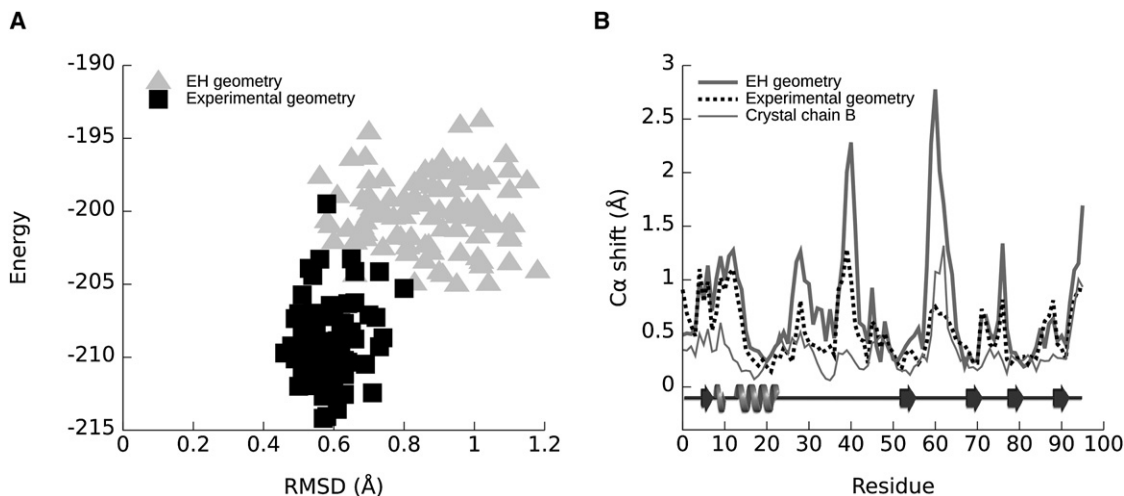 A
-190
-195
-200
-205
-210
-215
Energy
EH geometry
Experimental geometry
0 0.2 0.4 0.6 0.8 1 1.2
RMSD (Å)
B
3
2.5
2
1.5
1
0.5
0
Cα shift (Å)
EH geometry
Experimental geometry
Crystal chain B
0 10 20 30 40 50 60 70 80 90 100
Residue